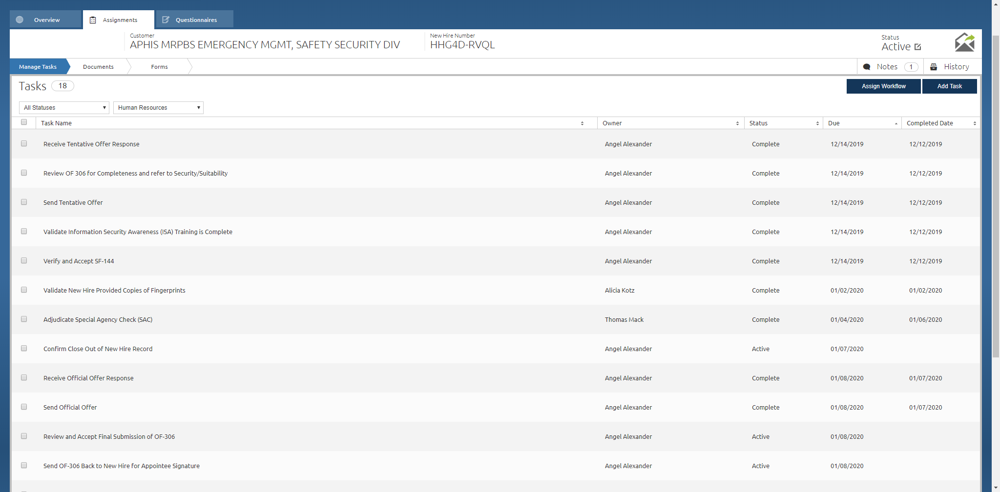 Overview
Assignments
Questionnaires
Customer
APHIS MRPBS EMERGENCY MGMT, SAFETY SECURITY DIV
New Hire Number
HHG4D-RVQL
Status
Active
Manage Tasks
Documents
Forms
Notes 1
History
Tasks 18
Assign Workflow
Add Task
All Statuses
Human Resources
Task Name Owner Status Due Completed Date
Receive Tentative Offer Response Angel Alexander Complete 12/14/2019 12/12/2019
Review OF 306 for Completeness and refer to Security/Suitability Angel Alexander Complete 12/14/2019 12/12/2019
Send Tentative Offer Angel Alexander Complete 12/14/2019 12/12/2019
Validate Information Security Awareness (ISA) Training is Complete Angel Alexander Complete 12/14/2019 12/12/2019
Verify and Accept SF-144 Angel Alexander Complete 12/14/2019 12/12/2019
Validate New Hire Provided Copies of Fingerprints Alicia Kotz Complete 01/02/2020 01/02/2020
Adjudicate Special Agency Check (SAC) Thomas Mack Complete 01/04/2020 01/06/2020
Confirm Close Out of New Hire Record Angel Alexander Active 01/07/2020
Receive Official Offer Response Angel Alexander Complete 01/08/2020 01/07/2020
Send Official Offer Angel Alexander Complete 01/08/2020 01/07/2020
Review and Accept Final Submission of OF-306 Angel Alexander Active 01/08/2020
Send OF-306 Back to New Hire for Appointee Signature Angel Alexander Active 01/08/2020